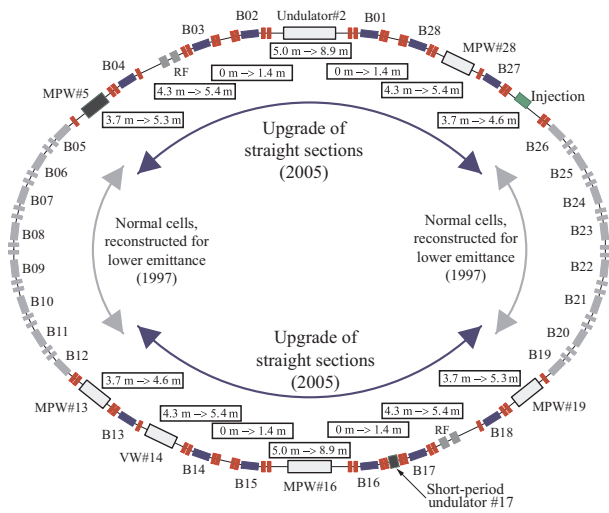 B03
B02
Undulator#2
B01
B28
MPW#28
5.0 m –> 8.9 m
B04
RF
0 m –> 1.4 m
0 m –> 1.4 m
B27
MPW#5
4.3 m –> 5.4 m
4.3 m –> 5.4 m
Injection
3.7 m –> 5.3 m
3.7 m –> 4.6 m
B05
B26
Upgrade of
straight sections
(2005)
B06
B25
B07
B24
Normal cells,
reconstructed for
lower emittance
(1997)
Normal cells,
reconstructed for
lower emittance
(1997)
B08
B23
B09
B22
B10
B21
B11
B20
B12
B19
Upgrade of
straight sections
(2005)
3.7 m –> 4.6 m
3.7 m –> 5.3 m
MPW#13
MPW#19
4.3 m –> 5.4 m
4.3 m –> 5.4 m
B13
0 m –> 1.4 m
0 m –> 1.4 m
RF
B18
VW#14
5.0 m –> 8.9 m
B14
B17
B15
MPW#16
B16
Short-period
undulator #17